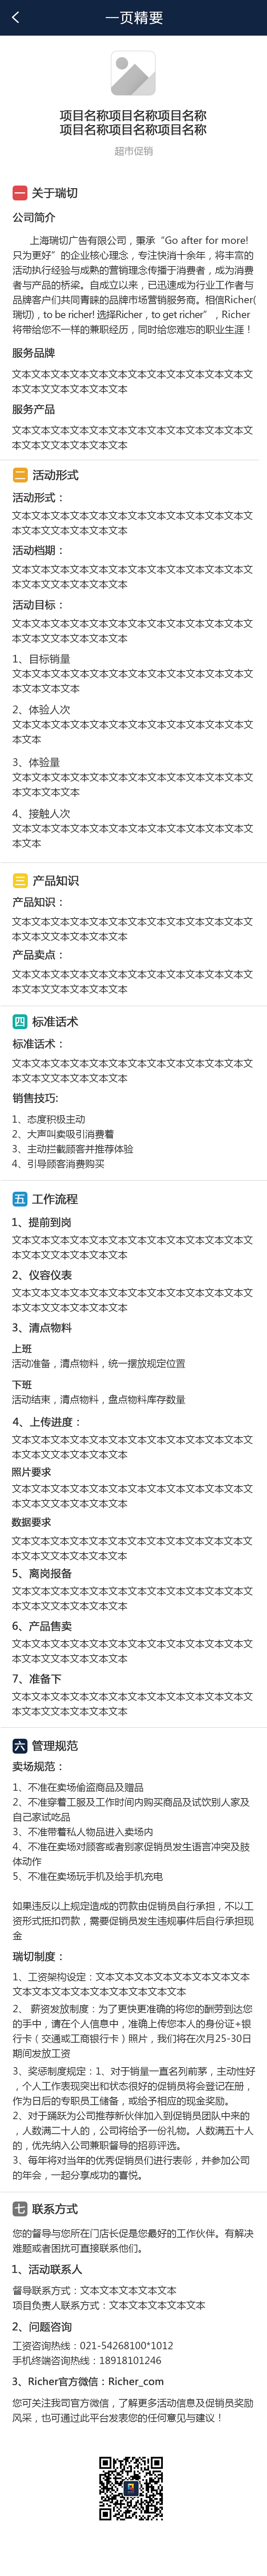 一页精要
项目名称项目名称项目名称
项目名称项目名称项目名称
超市促销
一 关于瑞切
公司简介
上海瑞切广告有限公司，秉承“Go after for more!
只为更好”的企业核心理念，专注快消十余年，将丰富的
活动执行经验与成熟的营销理念传播于消费者，成为消费
者与产品的桥梁。自成立以来，已迅速成为行业工作者与
品牌客户们共同青睐的品牌市场营销服务商。相信Richer(
瑞切)，to be richer! 选择Richer，to get richer”，Richer
将带给您不一样的兼职经历，同时给您难忘的职业生涯！
服务品牌
文本文本文本文本文本文本文本文本文本文本文本文本文
本文本文本文本文本文本文本
服务产品
文本文本文本文本文本文本文本文本文本文本文本文本文
本文本文本文本文本文本文本
二 活动形式
活动形式：
文本文本文本文本文本文本文本文本文本文本文本文本文
本文本文本文本文本文本文本
活动档期：
文本文本文本文本文本文本文本文本文本文本文本文本文
本文本文本文本文本文本文本
活动目标：
文本文本文本文本文本文本文本文本文本文本文本文本文
本文本文本文本文本文本文本
1、目标销量
文本文本文本文本文本文本文本文本文本文本文本文本文
本文本文本文本
2、体验人次
文本文本文本文本文本文本文本文本文本文本文本文本文
本文本
3、体验量
文本文本文本文本文本文本文本文本文本文本文本文本文
本文本文本文本
4、接触人次
文本文本文本文本文本文本文本文本文本文本文本文本文
本文本
三 产品知识
产品知识：
文本文本文本文本文本文本文本文本文本文本文本文本文
本文本文本文本文本文本文本
产品卖点：
文本文本文本文本文本文本文本文本文本文本文本文本文
本文本文本文本文本文本文本
四 标准话术
标准话术：
文本文本文本文本文本文本文本文本文本文本文本文本文
本文本文本文本文本文本文本
销售技巧:
1、态度积极主动
2、大声叫卖吸引消费着
3、主动拦截顾客并推荐体验
4、引导顾客消费购买
五 工作流程
1、提前到岗
文本文本文本文本文本文本文本文本文本文本文本文本文
本文本文本文本文本文本文本
2、仪容仪表
文本文本文本文本文本文本文本文本文本文本文本文本文
本文本文本文本文本文本文本
3、清点物料
上班
活动准备，清点物料，统一摆放规定位置
下班
活动结束，清点物料，盘点物料库存数量
4、上传进度：
文本文本文本文本文本文本文本文本文本文本文本文本文
本文本文本文本文本文本文本
照片要求
文本文本文本文本文本文本文本文本文本文本文本文本文
本文本文本文本文本文本文本
数据要求
文本文本文本文本文本文本文本文本文本文本文本文本文
本文本文本文本文本文本文本
5、离岗报备
文本文本文本文本文本文本文本文本文本文本文本文本文
本文本文本文本文本文本文本
6、产品售卖
文本文本文本文本文本文本文本文本文本文本文本文本文
本文本文本文本文本文本文本
7、准备下
文本文本文本文本文本文本文本文本文本文本文本文本文
本文本文本文本文本文本文本
六 管理规范
卖场规范：
1、不准在卖场偷盗商品及赠品
2、不准穿着工服及工作时间内购买商品及试饮别人家及
自己家试吃品
3、不准带着私人物品进入卖场内
4、不准在卖场对顾客或者别家促销员发生语言冲突及肢
体动作
5、不准在卖场玩手机及给手机充电
如果违反以上规定造成的罚款由促销员自行承担，不以工
资形式抵扣罚款，需要促销员发生违规事件后自行承担现
金
瑞切制度：
1、工资架构设定：文本文本文本文本文本文本文本文本
文本文本文本文本文本文本文本文本文本
2、 薪资发放制度：为了更快更准确的将您的酬劳到达您
的手中，请在个人信息中，准确上传您本人的身份证+银
行卡（交通或工商银行卡）照片，我们将在次月25-30日
期间发放工资
3、奖惩制度规定：1、对于销量一直名列前茅，主动性好
，个人工作表现突出和状态很好的促销员将会登记在册，
作为日后的专职员工储备，或给予相应的现金奖励。
2、对于踊跃为公司推荐新伙伴加入到促销员团队中来的
，人数满二十人的，公司将给予一份礼物。人数满五十人
的，优先纳入公司兼职督导的招募评选。
3、每年将对当年的优秀促销员们进行表彰，并参加公司
的年会，一起分享成功的喜悦。
七 联系方式
您的督导与您所在门店长促是您最好的工作伙伴。有解决
难题或者困扰可直接联系他们。
1、活动联系人
督导联系方式：文本文本文本文本文本
项目负责人联系方式：文本文本文本文本文本
2、问题咨询
工资咨询热线：021-54268100*1012
手机终端咨询热线：18918101246
3、Richer官方微信：Richer_com
您可关注我司官方微信，了解更多活动信息及促销员奖励
风采，也可通过此平台发表您的任何意见与建议！